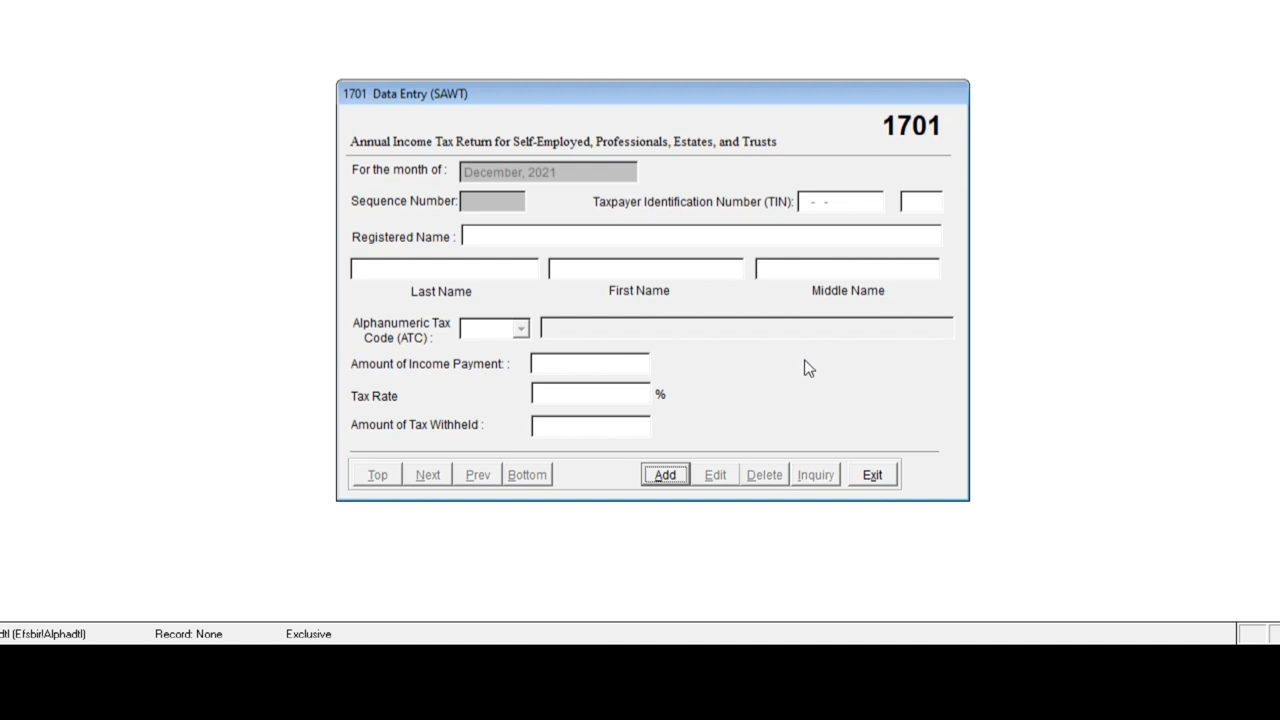 1701 Data Entry (SAWT)
1701
Annual Income Tax Return for Self-Employed, Professionals, Estates, and Trusts
For the month of : December, 2021
Sequence Number: Taxpayer Identification Number (TIN): - -
Registered Name :
Last Name First Name Middle Name
Alphanumeric Tax
Code (ATC) :
Amount of Income Payment: :
Tax Rate %
Amount of Tax Withheld :
Top Next Prev Bottom Add Edit Delete Inquiry Exit
dtl (Efsbir!Alphadtl) Record: None Exclusive